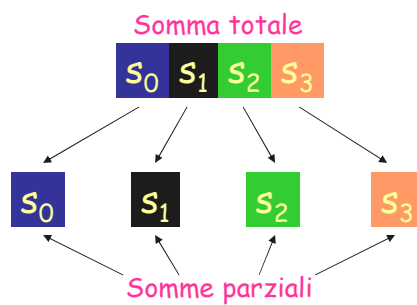 Somma totale
s₀ s₁ s₂ s₃
s₀ s₁ s₂ s₃
Somme parziali